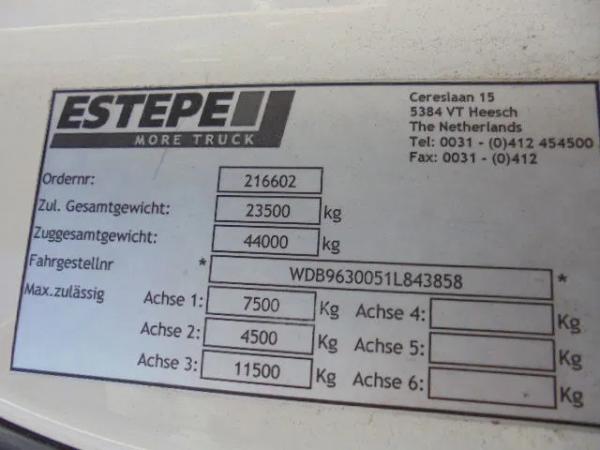 ESTEPE
MORE TRUCK
Cereslaan 15
5384 VT Heesch
The Netherlands
Tel: 0031 - (0)412 454500
Fax: 0031 - (0)412
Ordernr: 216602
Zul. Gesamtgewicht: 23500 kg
Zuggesamtgewicht: 44000 kg
Fahrgestellnr * WDB9630051L843858 *
Max.zulässig Achse 1: 7500 Kg Achse 4: Kg
Achse 2: 4500 Kg Achse 5: Kg
Achse 3: 11500 Kg Achse 6: Kg